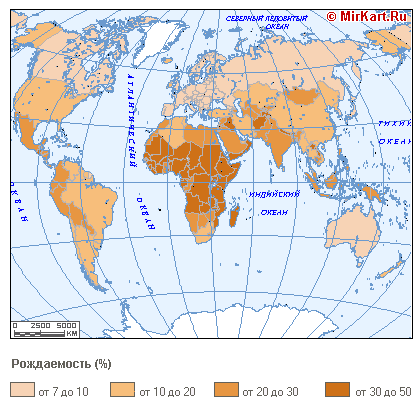 © MirKart.Ru
СЕВЕРНЫЙ ЛЕДОВИТЫЙ
ОКЕАН
АТЛАНТИЧЕСКИЙ
ОКЕАН
ТИХИЙ
ОКЕАН
ИНДИЙСКИЙ
ОКЕАН
ОКЕАН
0 2500 5000
KM
Рождаемость (%)
от 7 до 10
от 10 до 20
от 20 до 30
от 30 до 50